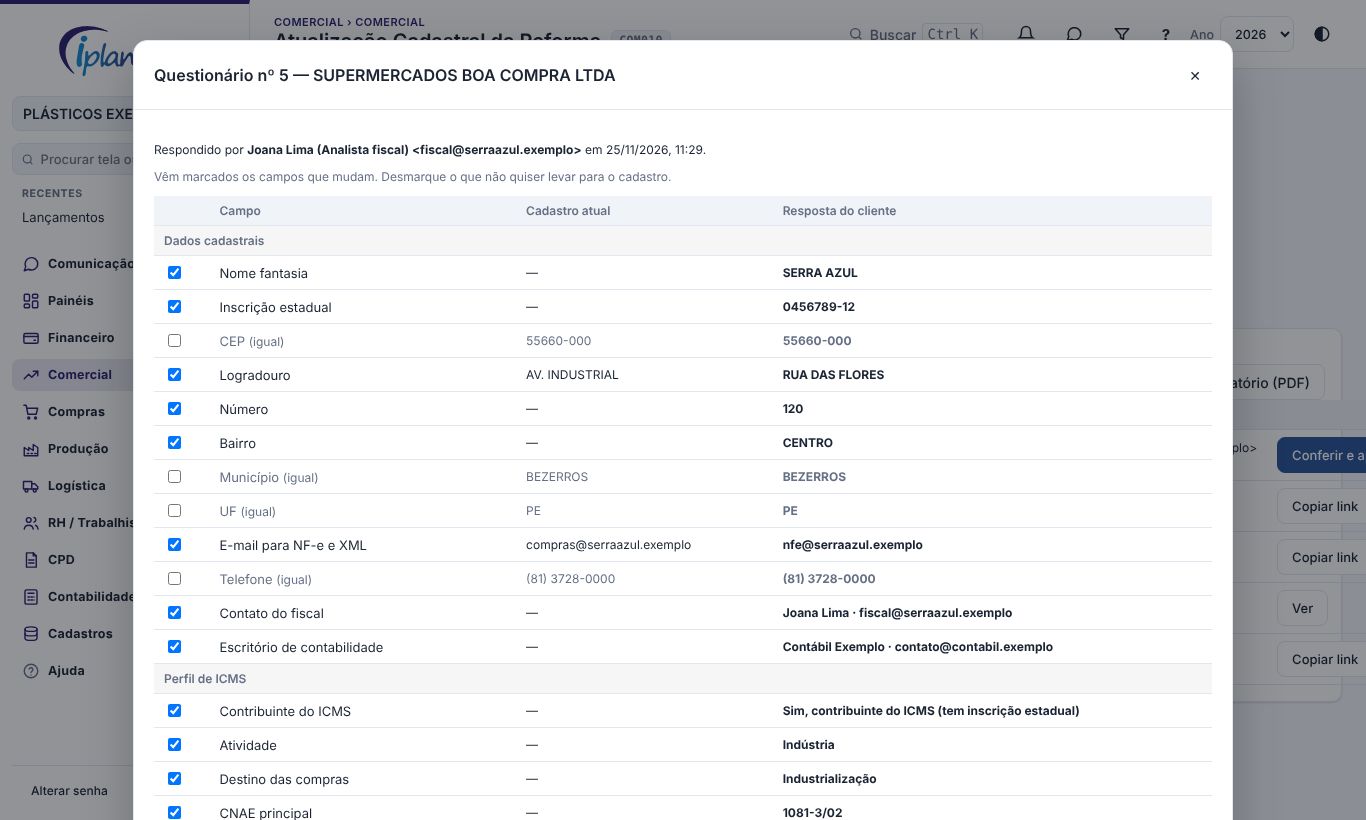 COMERCIAL › COMERCIAL
Atualização Cadastral da Reforma COM010
Buscar Ctrl K
? Ano 2026
iplan
PLÁSTICOS EXE
Procurar tela o
RECENTES
Lançamentos
Comunicação
Painéis
Financeiro
Comercial
Compras
Produção
Logística
RH / Trabalhis
CPD
Contabilidade
Cadastros
Ajuda
Alterar senha
Questionário nº 5 — SUPERMERCADOS BOA COMPRA LTDA
×
Respondido por Joana Lima (Analista fiscal) <fiscal@serraazul.exemplo> em 25/11/2026, 11:29.
Vêm marcados os campos que mudam. Desmarque o que não quiser levar para o cadastro.
Campo Cadastro atual Resposta do cliente
Dados cadastrais
Nome fantasia — SERRA AZUL
Inscrição estadual — 0456789-12
CEP (igual) 55660-000 55660-000
Logradouro AV. INDUSTRIAL RUA DAS FLORES
Número — 120
Bairro — CENTRO
Município (igual) BEZERROS BEZERROS
UF (igual) PE PE
E-mail para NF-e e XML compras@serraazul.exemplo nfe@serraazul.exemplo
Telefone (igual) (81) 3728-0000 (81) 3728-0000
Contato do fiscal — Joana Lima · fiscal@serraazul.exemplo
Escritório de contabilidade — Contábil Exemplo · contato@contabil.exemplo
Perfil de ICMS
Contribuinte do ICMS — Sim, contribuinte do ICMS (tem inscrição estadual)
Atividade — Indústria
Destino das compras — Industrialização
CNAE principal — 1081-3/02
atório (PDF)
plo> Conferir e a
Copiar link
Copiar link
Ver
Copiar link